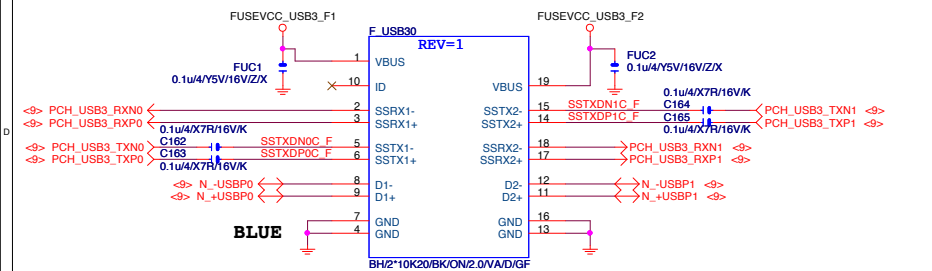 FUSEVCC_USB3_F1
FUSEVCC_USB3_F2
F_USB30
REV=1
FUC1
0.1u/4/Y5V/16V/Z/X
1 VBUS
10 ID
VBUS 19
FUC2
0.1u/4/Y5V/16V/Z/X
<9> PCH_USB3_RXN0 2 SSRX1-
<9> PCH_USB3_RXP0 3 SSRX1+
0.1u/4/X7R/16V/K
SSTX2- 15 SSTXDN1C_F C164 PCH_USB3_TXN1 <9>
SSTX2+ 14 SSTXDP1C_F C165 PCH_USB3_TXP1 <9>
0.1u/4/X7R/16V/K
0.1u/4/X7R/16V/K
<9> PCH_USB3_TXN0 C162 SSTXDN0C_F 5 SSTX1-
<9> PCH_USB3_TXP0 C163 SSTXDP0C_F 6 SSTX1+
0.1u/4/X7R/16V/K
SSRX2- 18 PCH_USB3_RXN1 <9>
SSRX2+ 17 PCH_USB3_RXP1 <9>
<9> N_-USBP0 8 D1-
<9> N_+USBP0 9 D1+
D2- 12 N_-USBP1 <9>
D2+ 11 N_+USBP1 <9>
7 GND
4 GND
GND 16
GND 13
D
BLUE
BH/2*10K20/BK/ON/2.0/VA/D/GF